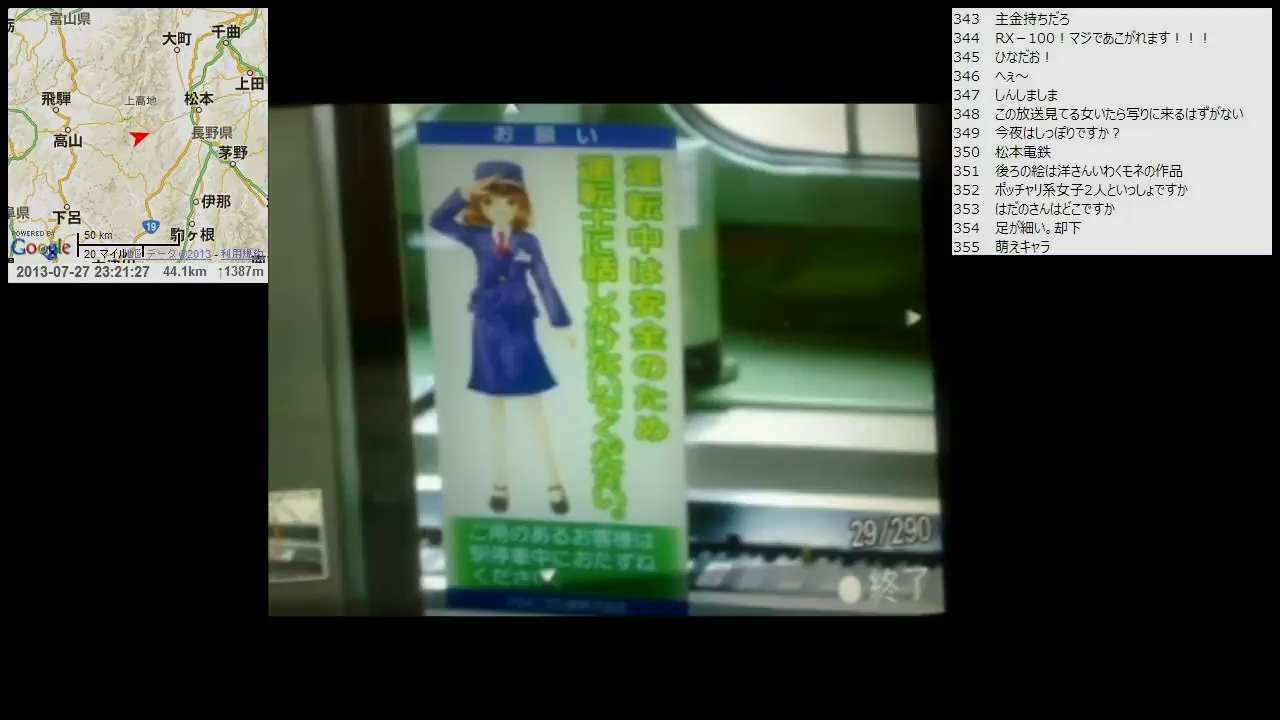 富山県
大町
千曲
上田
飛騨
上高地
松本
高山
長野県
茅野
伊那
下呂
19
駒ヶ根
POWERED BY
Google
50 km
20 マイル
データ ©2013 - 利用規約
2013-07-27 23:21:27 44.1km ↑1387m
お願い
運転中は安全のため
運転士に話しかけないでください。
ご用のあるお客様は
駅停車中におたずね
ください
29/290
終了
343 主金持ちだろ
344 RX－100！マジであこがれます！！！
345 ひなだお！
346 へぇ～
347 しんしましま
348 この放送見てる女いたら写りに来るはずがない
349 今夜はしっぽりですか？
350 松本電鉄
351 後ろの絵は洋さんいわくモネの作品
352 ポッチャリ系女子2人といっしょですか
353 はだのさんはどこですか
354 足が細い。却下
355 萌えキャラ